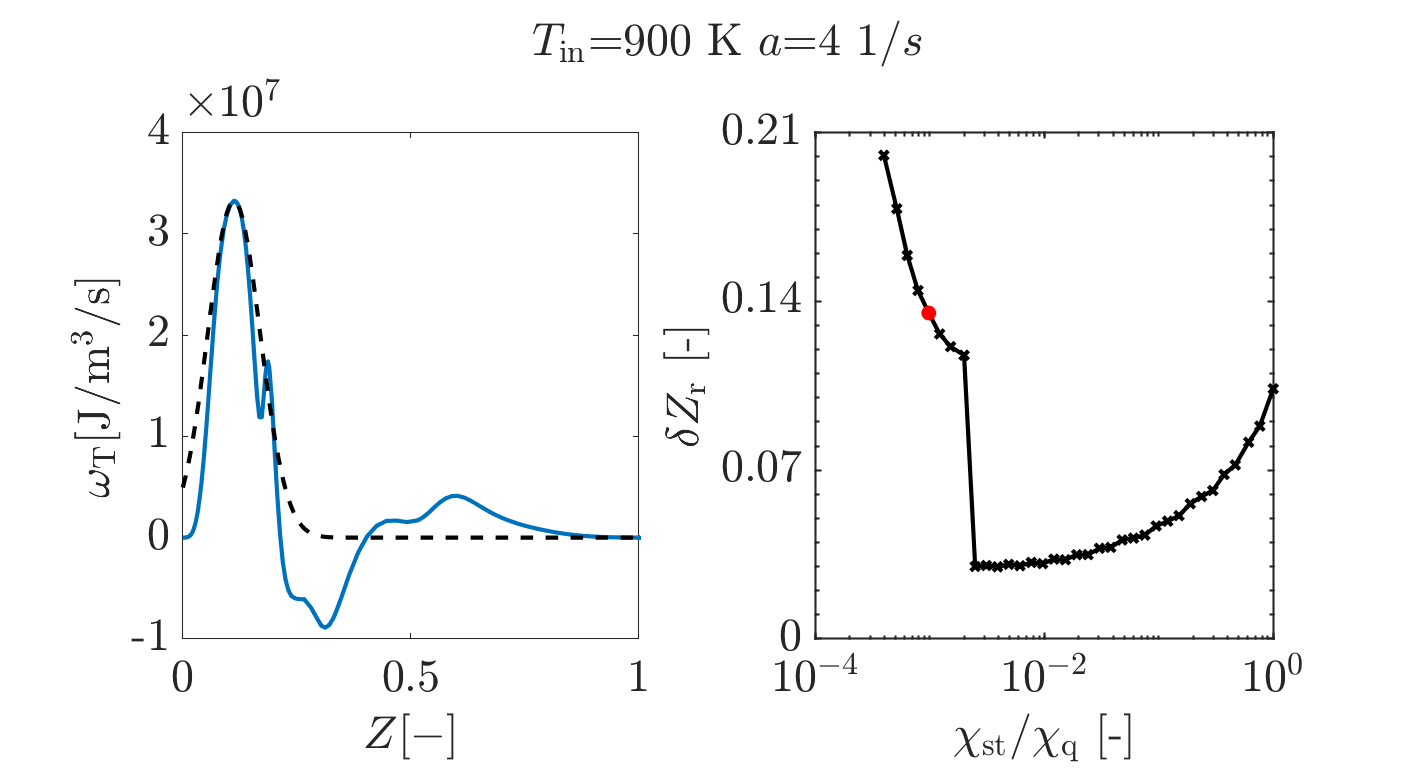 T_in=900 K a=4 1/s
×10^7
4
3
2
1
0
-1
ω_T[J/m^3/s]
0 0.5 1
Z[−]
0.21
0.14
0.07
0
δZ_r [-]
10^−4 10^−2 10^0
χ_st/χ_q [-]